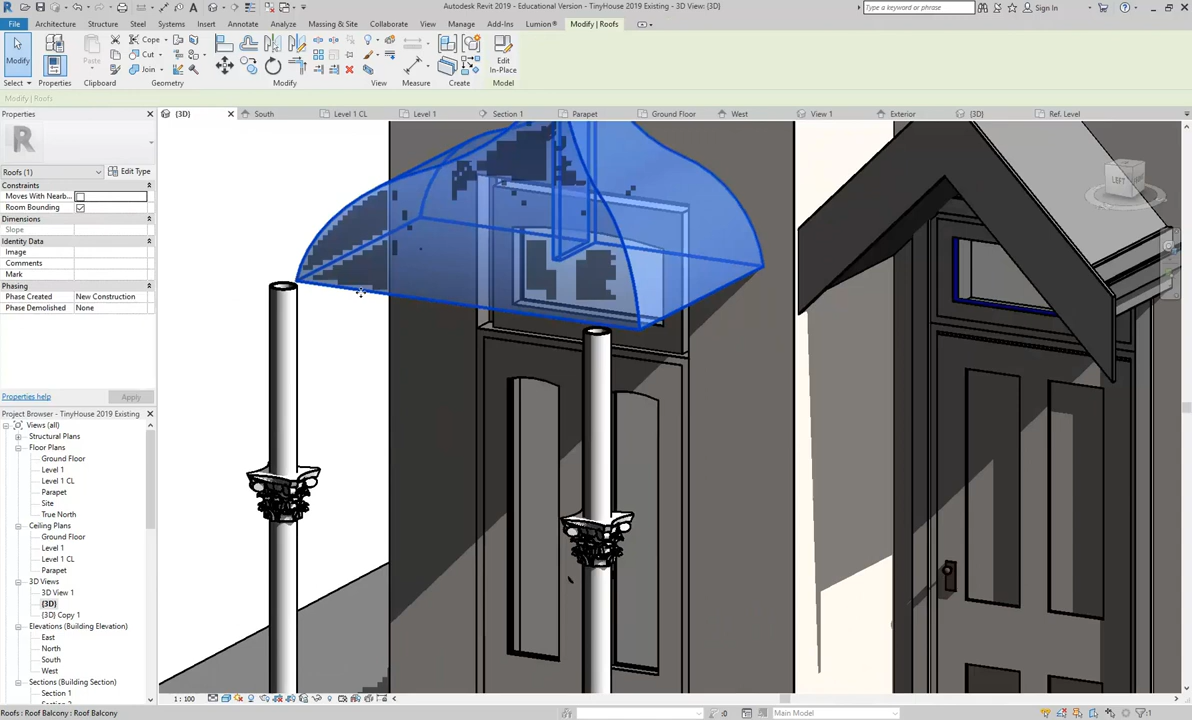 Autodesk Revit 2019 - Educational Version - TinyHouse 2019 Existing - 3D View: {3D}
Type a keyword or phrase
Sign In
File Architecture Structure Steel Systems Insert Annotate Analyze Massing & Site Collaborate View Manage Add-Ins Lumion® Modify | Roofs
Modify
Properties
Paste
Cope
Cut
Join
Edit
In-Place
Select Properties Clipboard Geometry Modify View Measure Create Model
Modify | Roofs
Properties
{3D} South Level 1 CL Level 1 Section 1 Parapet Ground Floor West View 1 Exterior {3D} Ref. Level
R
Roofs (1) Edit Type
Constraints
Moves With Nearb...
Room Bounding
Dimensions
Slope
Identity Data
Image
Comments
Mark
Phasing
Phase Created New Construction
Phase Demolished None
Properties help Apply
Project Browser - TinyHouse 2019 Existing
Views (all)
Structural Plans
Floor Plans
Ground Floor
Level 1
Level 1 CL
Parapet
Site
True North
Ceiling Plans
Ground Floor
Level 1
Level 1 CL
Parapet
3D Views
3D View 1
{3D}
{3D} Copy 1
Elevations (Building Elevation)
East
North
South
West
Sections (Building Section)
Section 1
LEFT
1 : 100
Roofs : Roof Balcony : Roof Balcony
:0
Main Model
:1